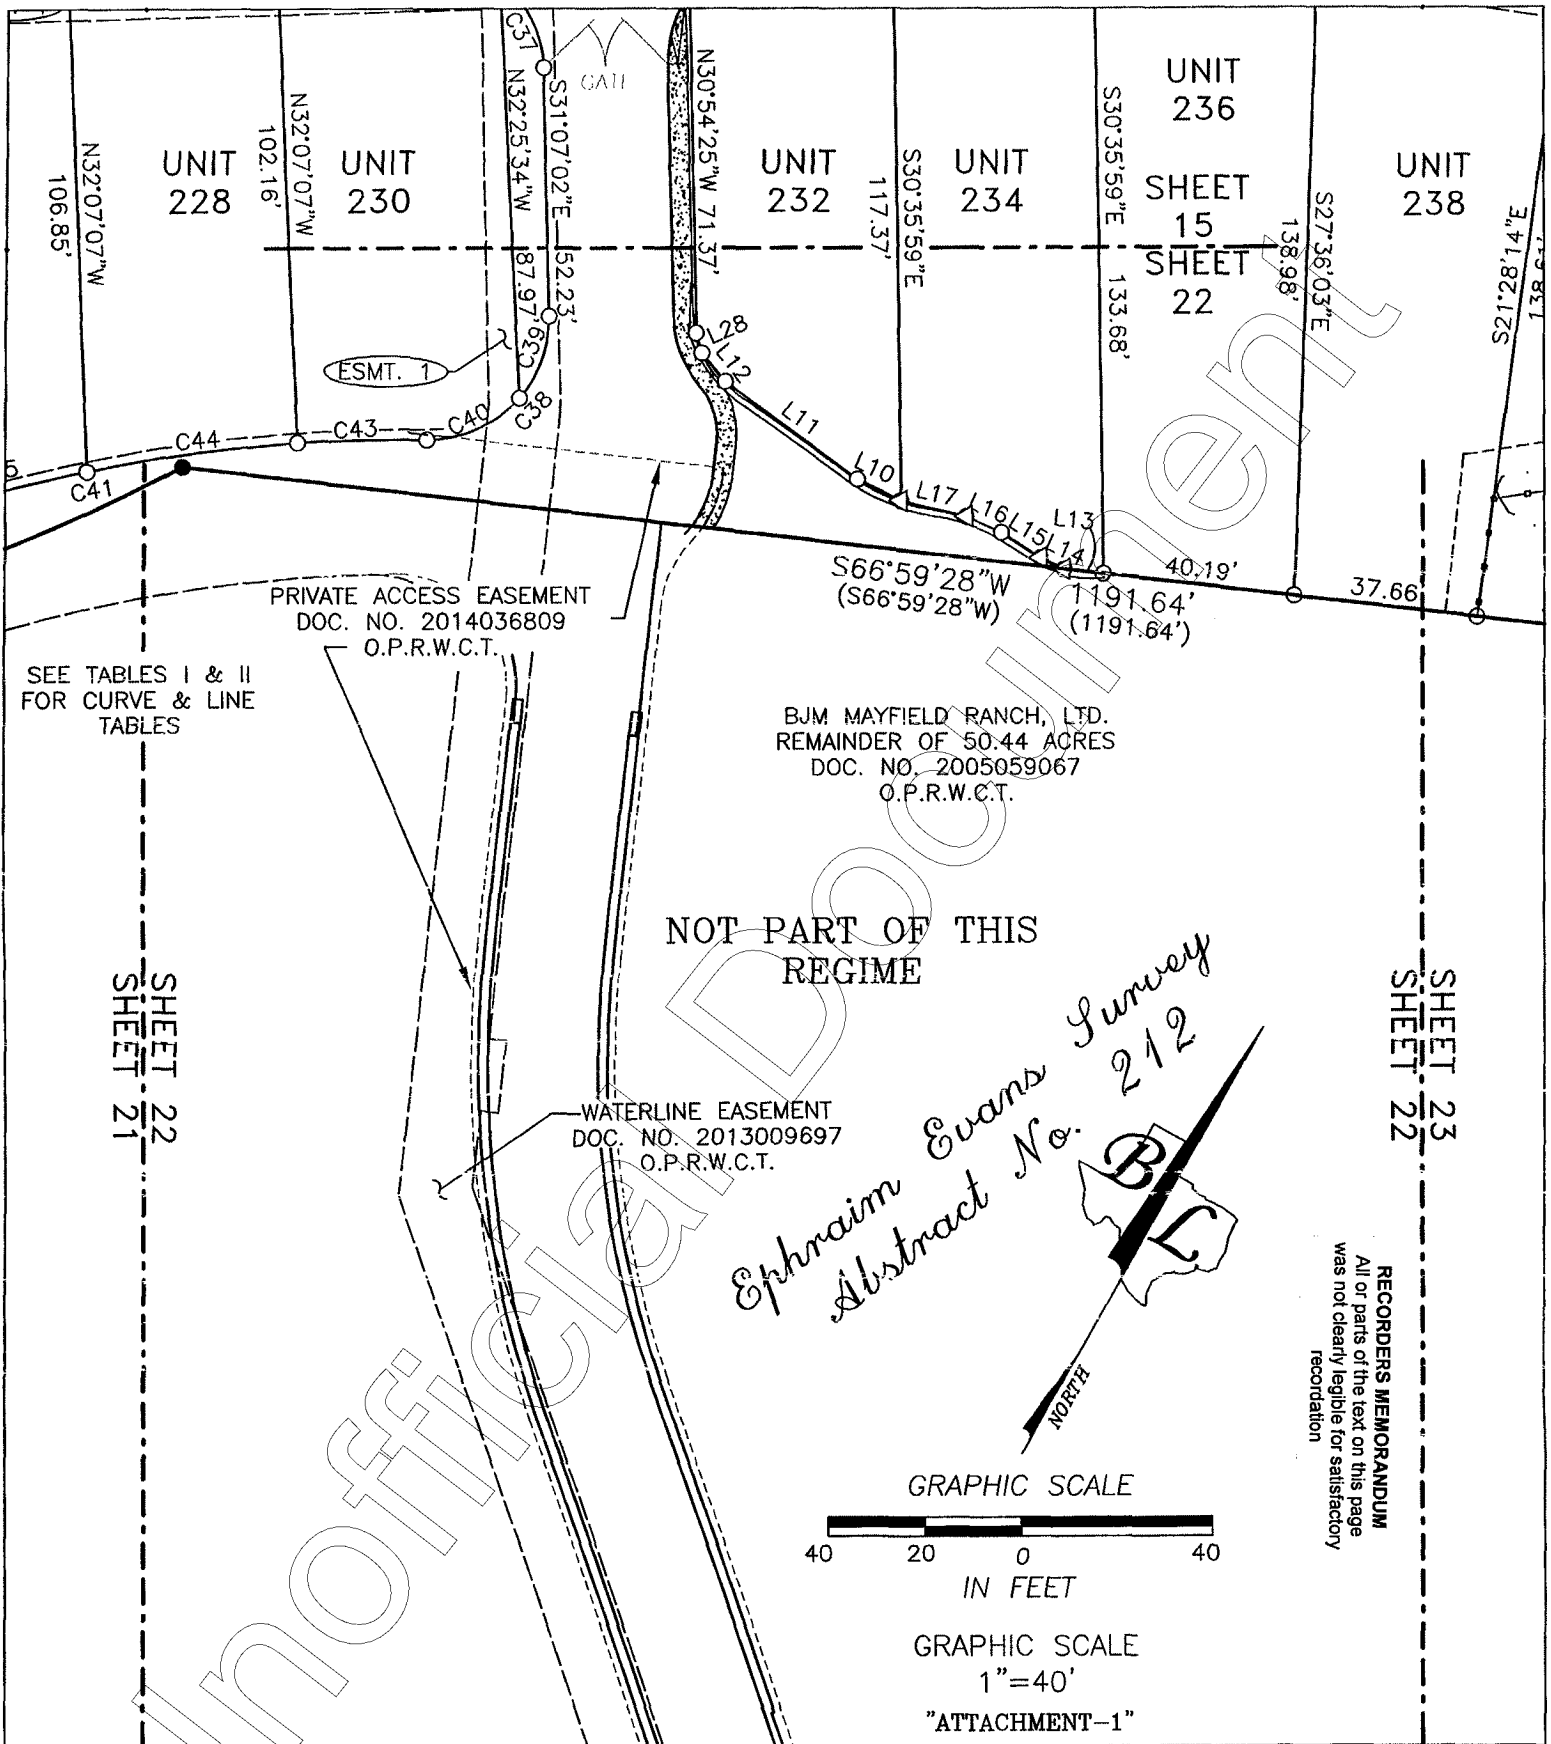 C37
GATE
UNIT
236
N32°07'07"W
106.85'
UNIT
228
N32°07'07"W
102.16'
UNIT
230
N32°25'34"W 87.97'
S31°07'02"E 52.23'
N30°54'25"W 71.37'
UNIT
232
S30°35'59"E
117.37'
UNIT
234
S30°35'59"E 133.68'
SHEET
15
SHEET
22
S27°36'03"E
138.98'
UNIT
238
S21°28'14"E
138.61'
L28
L12
C39
ESMT. 1
C38
C40
C43
C44
C41
L11
L10
L17
L16
L15
L14
L13
40.19'
37.66
S66°59'28"W
(S66°59'28"W)
1191.64'
(1191.64')
PRIVATE ACCESS EASEMENT
DOC. NO. 2014036809
O.P.R.W.C.T.
SEE TABLES I & II
FOR CURVE & LINE
TABLES
BJM MAYFIELD RANCH, LTD.
REMAINDER OF 50.44 ACRES
DOC. NO. 2005059067
O.P.R.W.C.T.
NOT PART OF THIS
REGIME
SHEET 22
SHEET 21
SHEET 23
SHEET 22
WATERLINE EASEMENT
DOC. NO. 2013009697
O.P.R.W.C.T.
Ephraim Evans Survey
Abstract No. 212
B
L
NORTH
RECORDERS MEMORANDUM
All or parts of the text on this page
was not clearly legible for satisfactory
recordation
GRAPHIC SCALE
40 20 0 40
IN FEET
GRAPHIC SCALE
1"=40'
"ATTACHMENT-1"
Unofficial Document